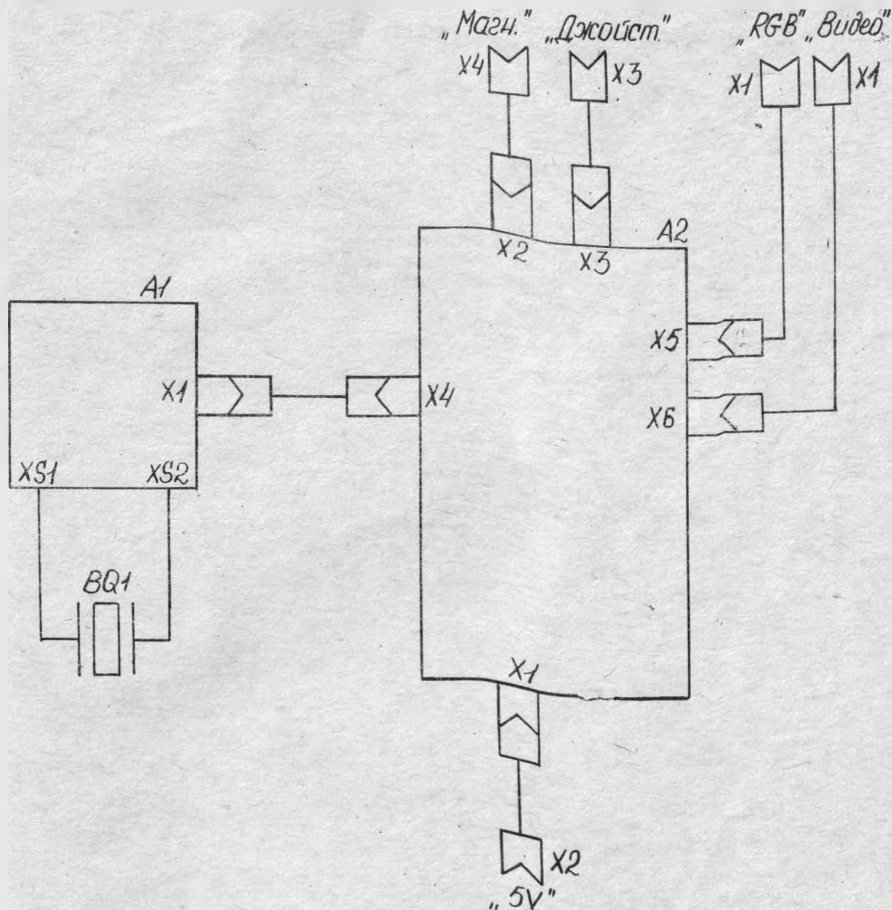 „Магн." „Джойст." „RGB" „Видео"
X4 X3 X1 X1
A2
X2 X3
A1
X5
X1 X4
X6
XS1 XS2
BQ1
X1
X2
„5V"